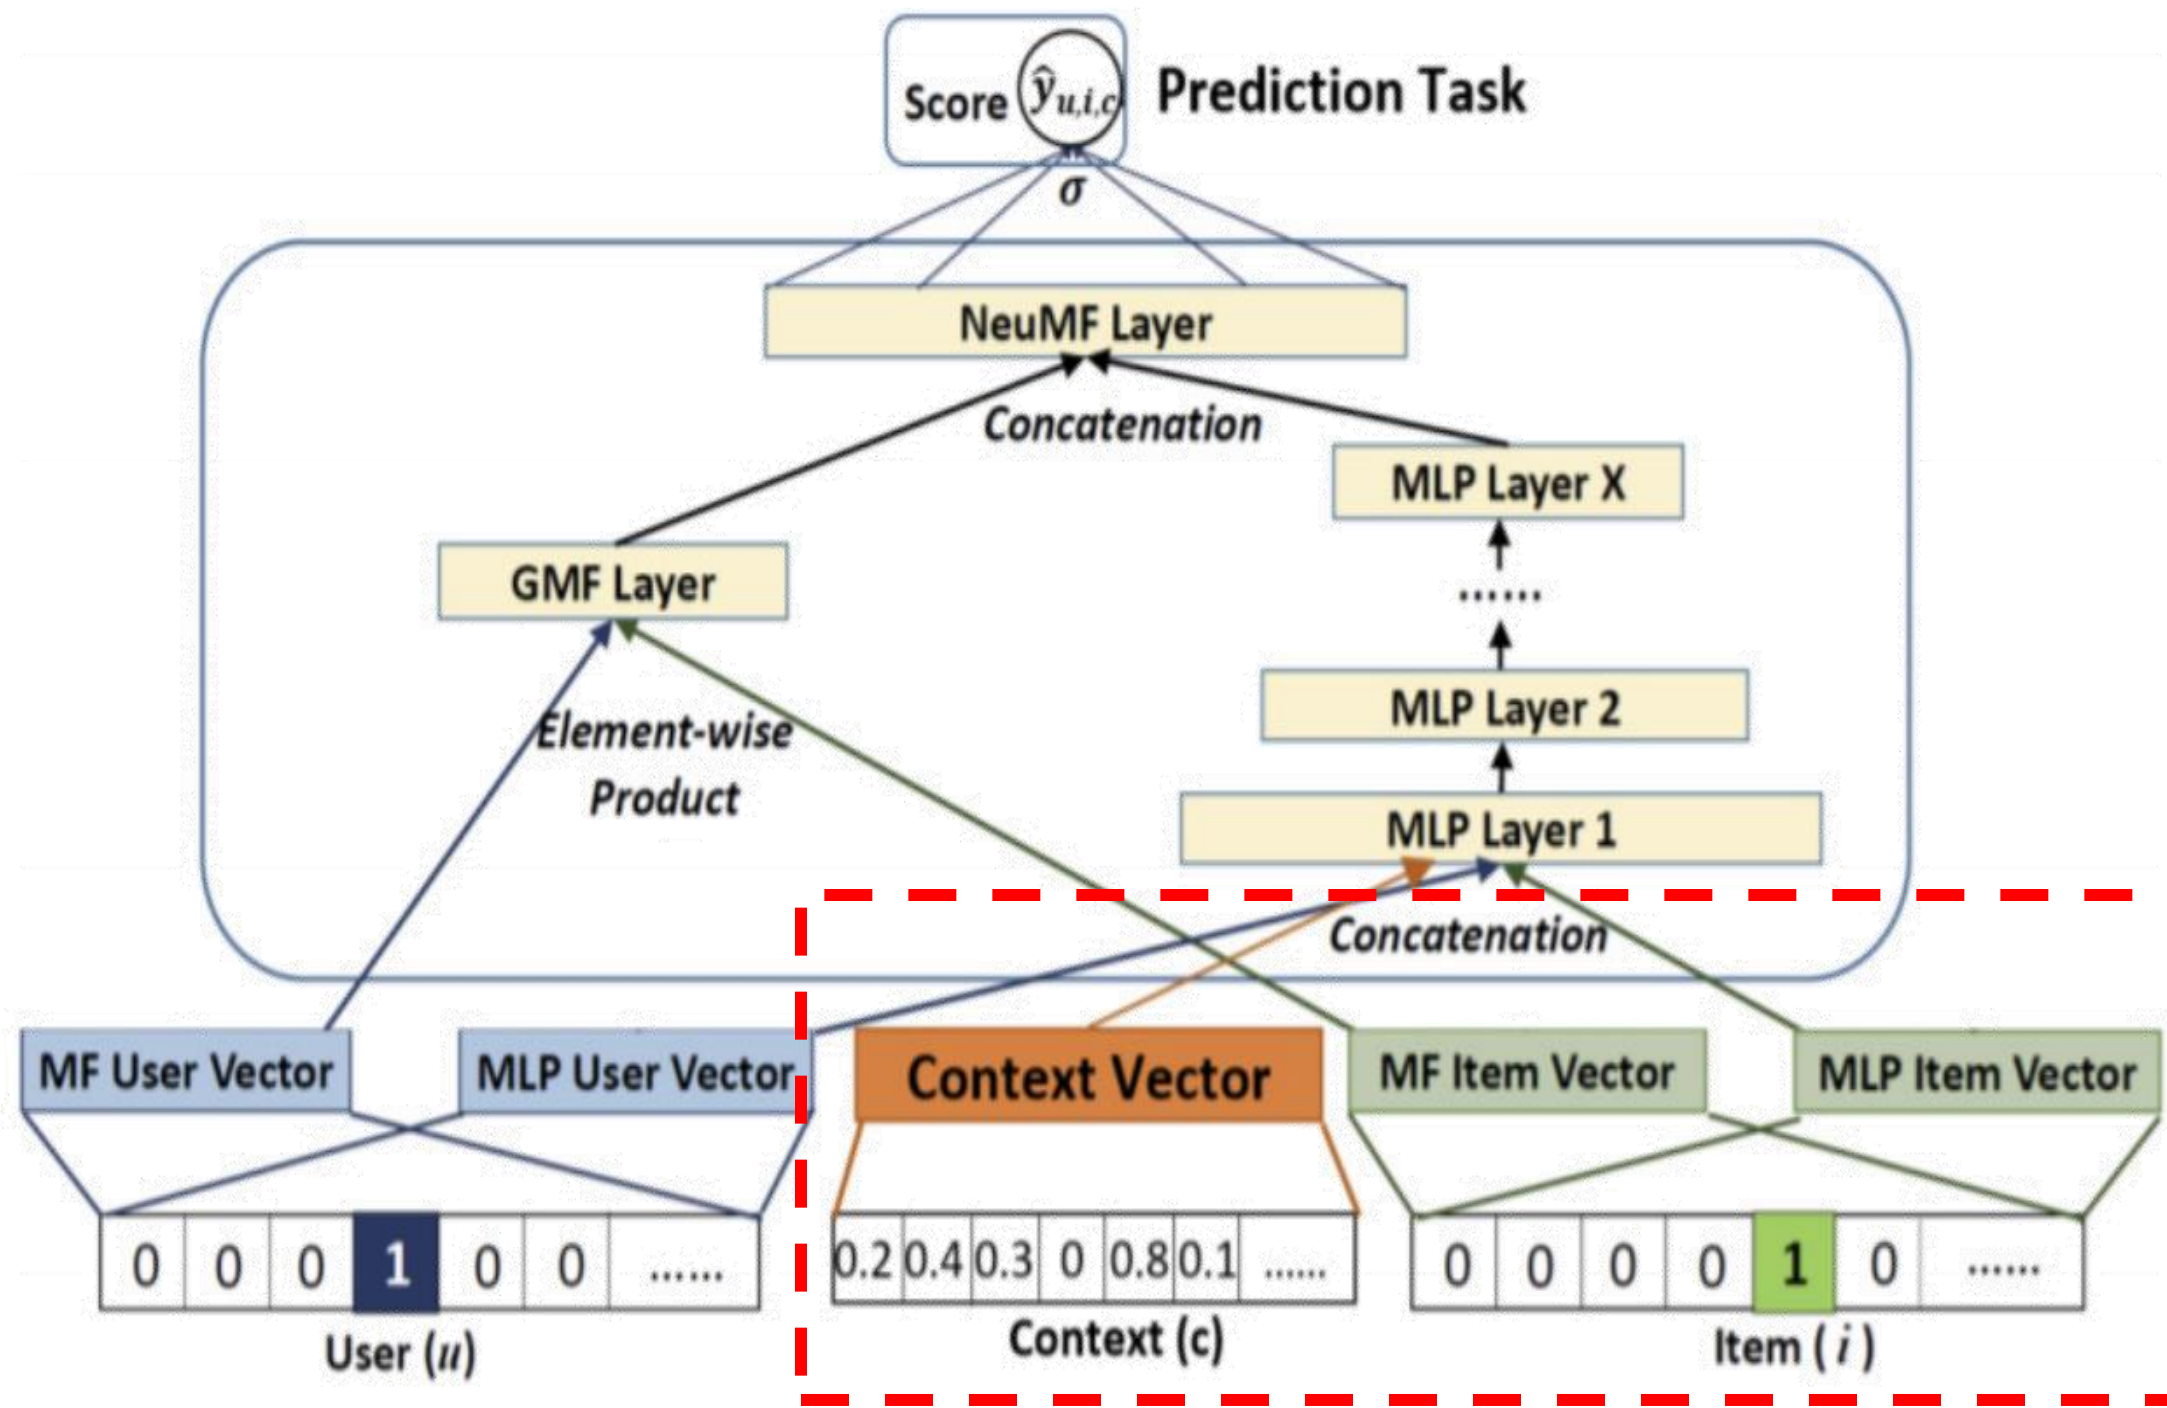 Score ŷu,i,c Prediction Task
σ
NeuMF Layer
Concatenation
MLP Layer X
GMF Layer
......
Element-wise
Product
MLP Layer 2
MLP Layer 1
Concatenation
MF User Vector MLP User Vector Context Vector MF Item Vector MLP Item Vector
0 0 0 1 0 0 ...... 0.2 0.4 0.3 0 0.8 0.1 ...... 0 0 0 0 1 0 ......
User (u) Context (c) Item ( i )